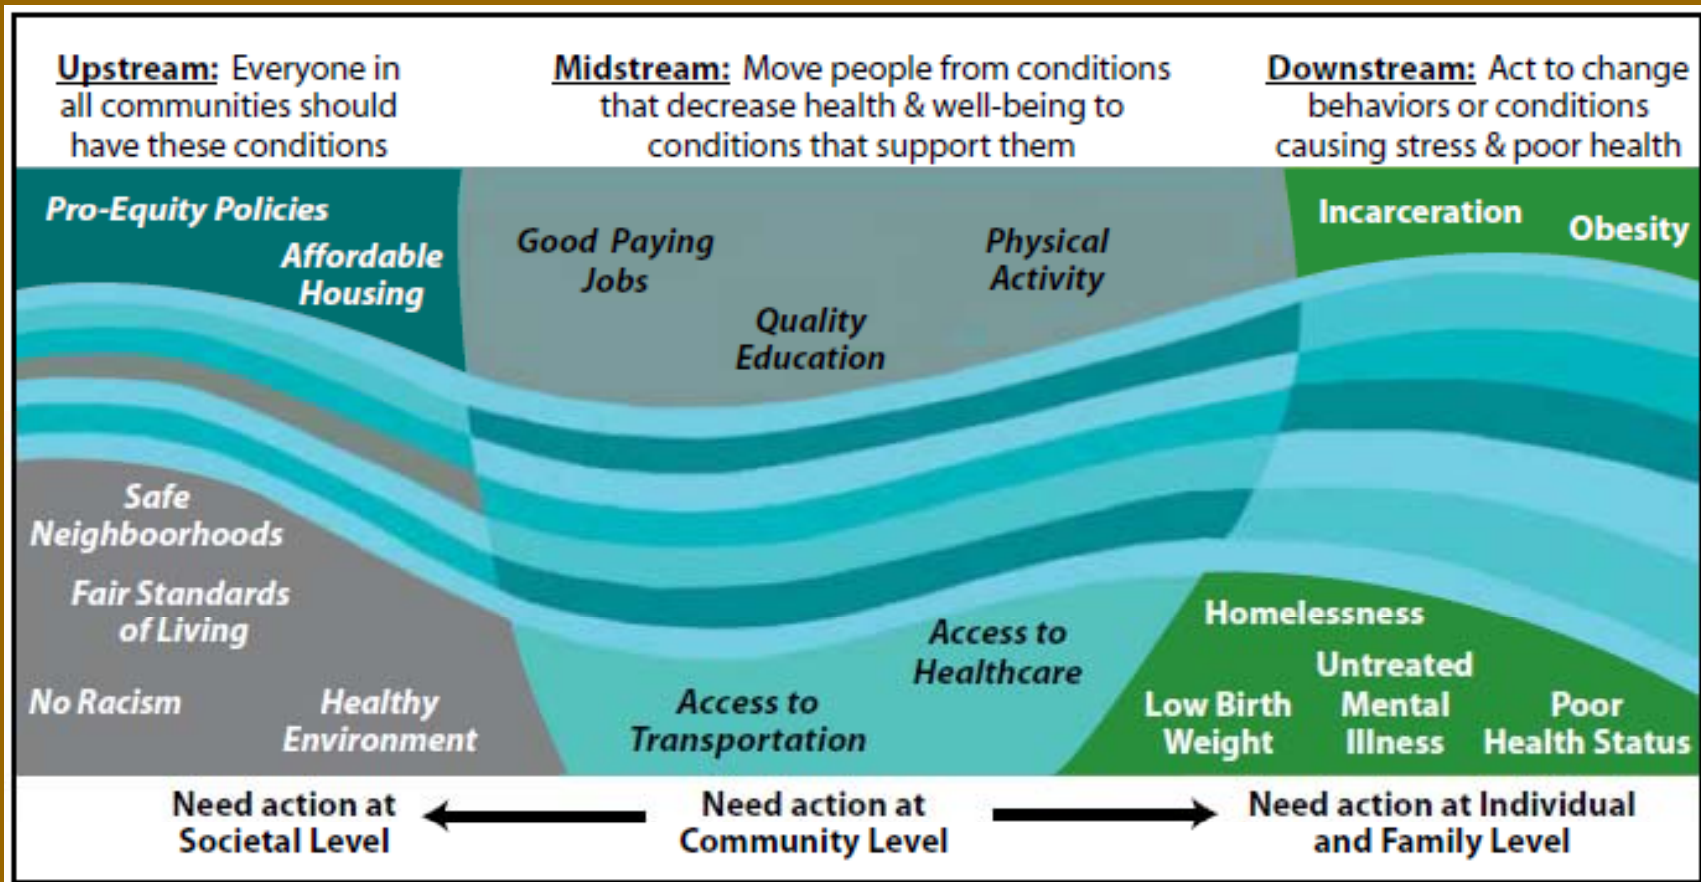 Upstream: Everyone in
all communities should
have these conditions
Midstream: Move people from conditions
that decrease health & well-being to
conditions that support them
Downstream: Act to change
behaviors or conditions
causing stress & poor health
Pro-Equity Policies
Affordable
Housing
Safe
Neighboorhoods
Fair Standards
of Living
No Racism
Healthy
Environment
Good Paying
Jobs
Quality
Education
Physical
Activity
Access to
Healthcare
Access to
Transportation
Incarceration
Obesity
Homelessness
Low Birth
Weight
Untreated
Mental
Illness
Poor
Health Status
Need action at
Societal Level
Need action at
Community Level
Need action at Individual
and Family Level